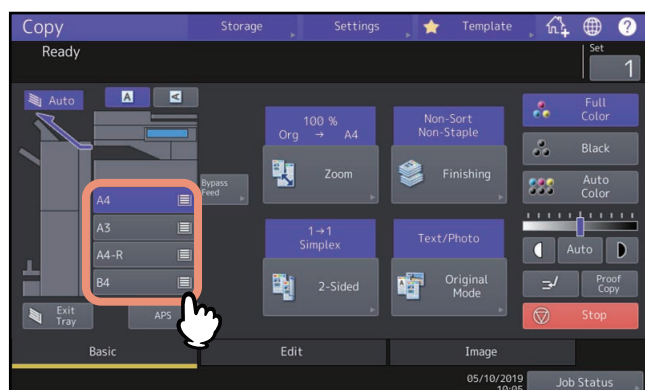 Copy
Storage
Settings
Template
?
Ready
Set
1
Auto
A
A
100 %
Org → A4
Non-Sort
Non-Staple
Full
Color
Zoom
Finishing
Black
Bypass
Feed
A4
A3
A4-R
B4
Auto
Color
1→1
Simplex
Text/Photo
Auto
2-Sided
Original
Mode
Proof
Copy
Exit
Tray
APS
Stop
Basic
Edit
Image
05/10/2019
10:05
Job Status